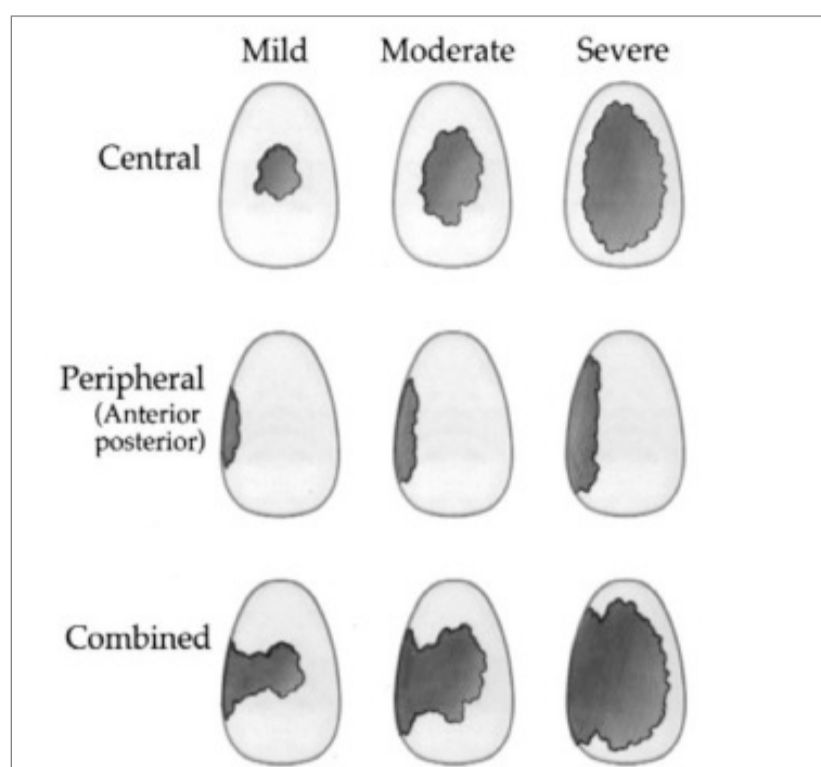 Mild Moderate Severe
Central
Peripheral
(Anterior
posterior)
Combined